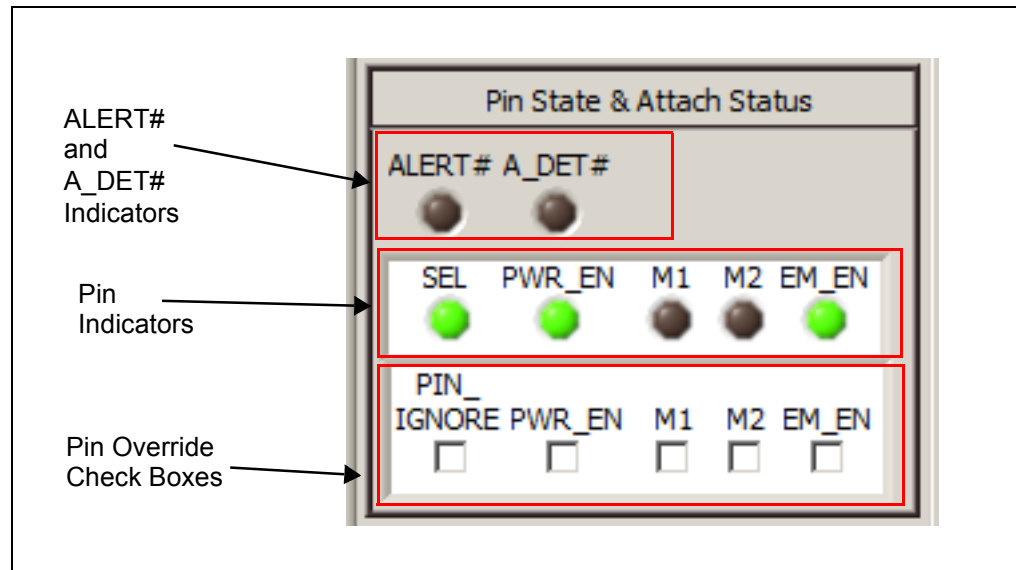 Pin State & Attach Status
ALERT#
and
A_DET#
Indicators
ALERT# A_DET#
Pin
Indicators
SEL PWR_EN M1 M2 EM_EN
Pin Override
Check Boxes
PIN_
IGNORE PWR_EN M1 M2 EM_EN